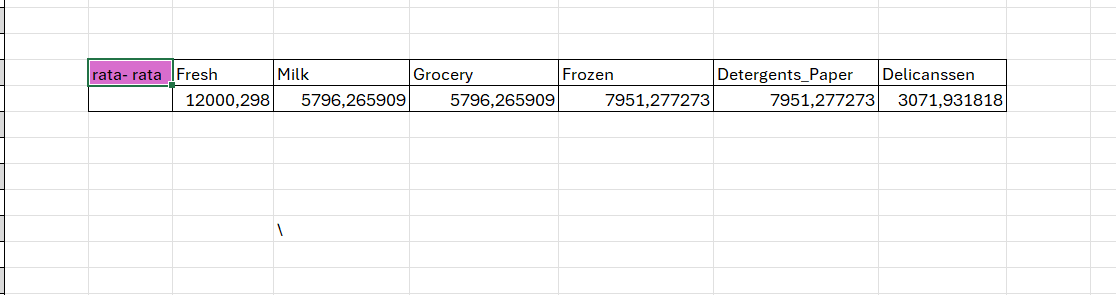 rata- rata Fresh Milk Grocery Frozen Detergents_Paper Delicanssen
12000,298 5796,265909 5796,265909 7951,277273 7951,277273 3071,931818
\